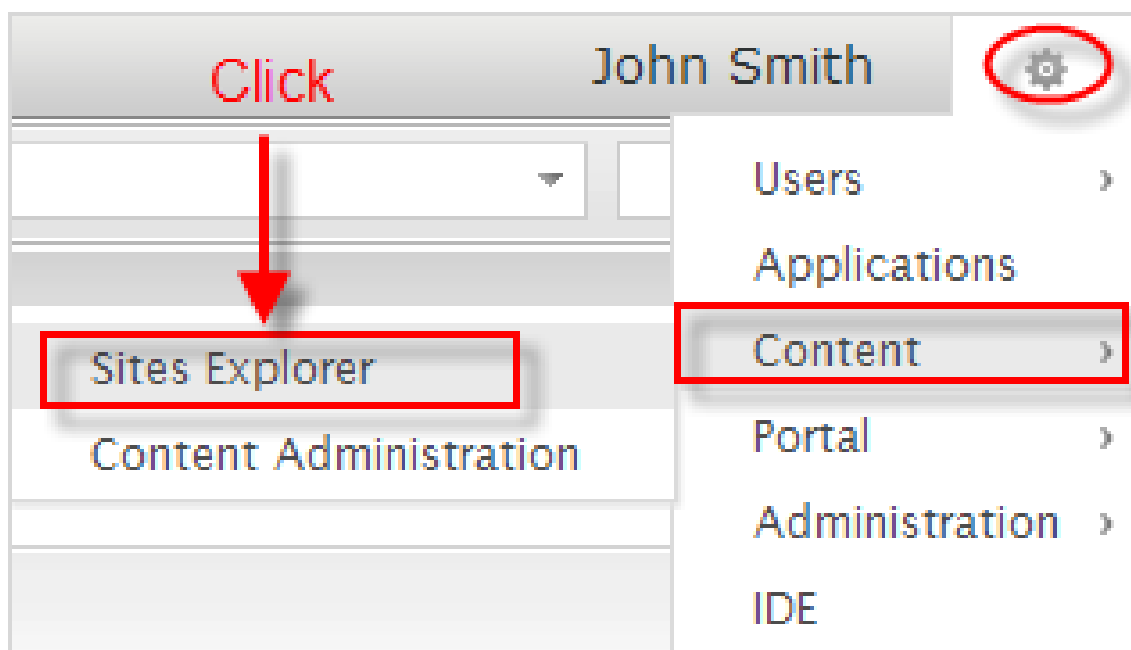 Click
John Smith
Users
Applications
Sites Explorer
Content
Content Administration
Portal
Administration
IDE